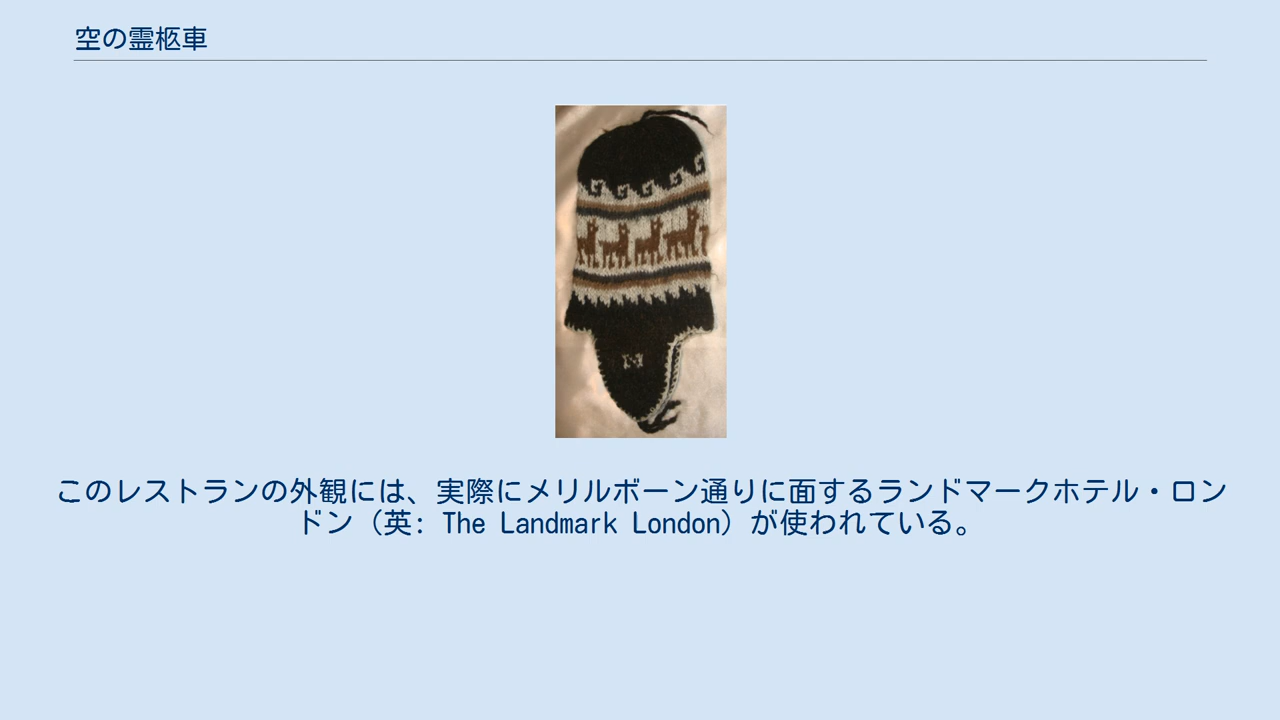 空の霊柩車
このレストランの外観には、実際にメリルボーン通りに面するランドマークホテル・ロン
ドン（英: The Landmark London）が使われている。